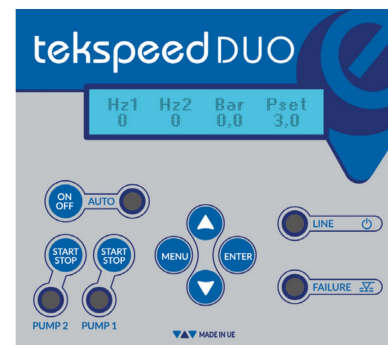 tekspeed DUO
Hz1 Hz2 Bar Pset
0 0 0,0 3,0
ON
OFF
AUTO
LINE
START
STOP
START
STOP
MENU
ENTER
FAILURE
PUMP 2
PUMP 1
MADE IN UE